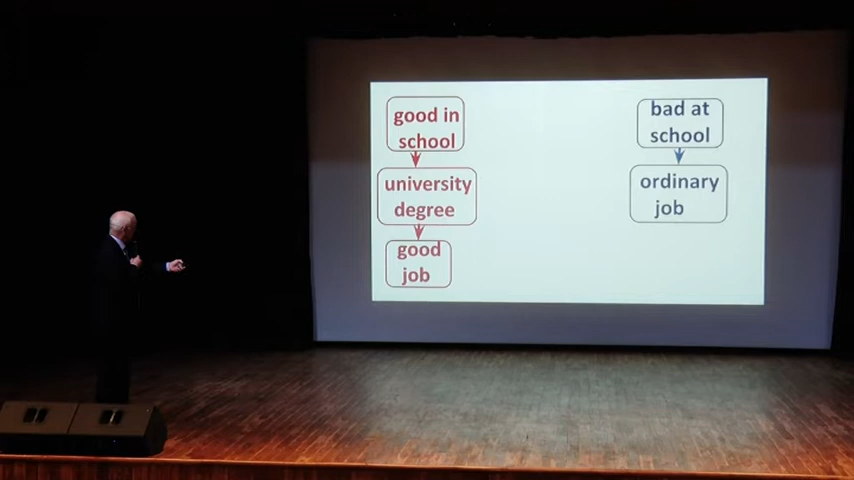 good in
school
university
degree
good
job
bad at
school
ordinary
job